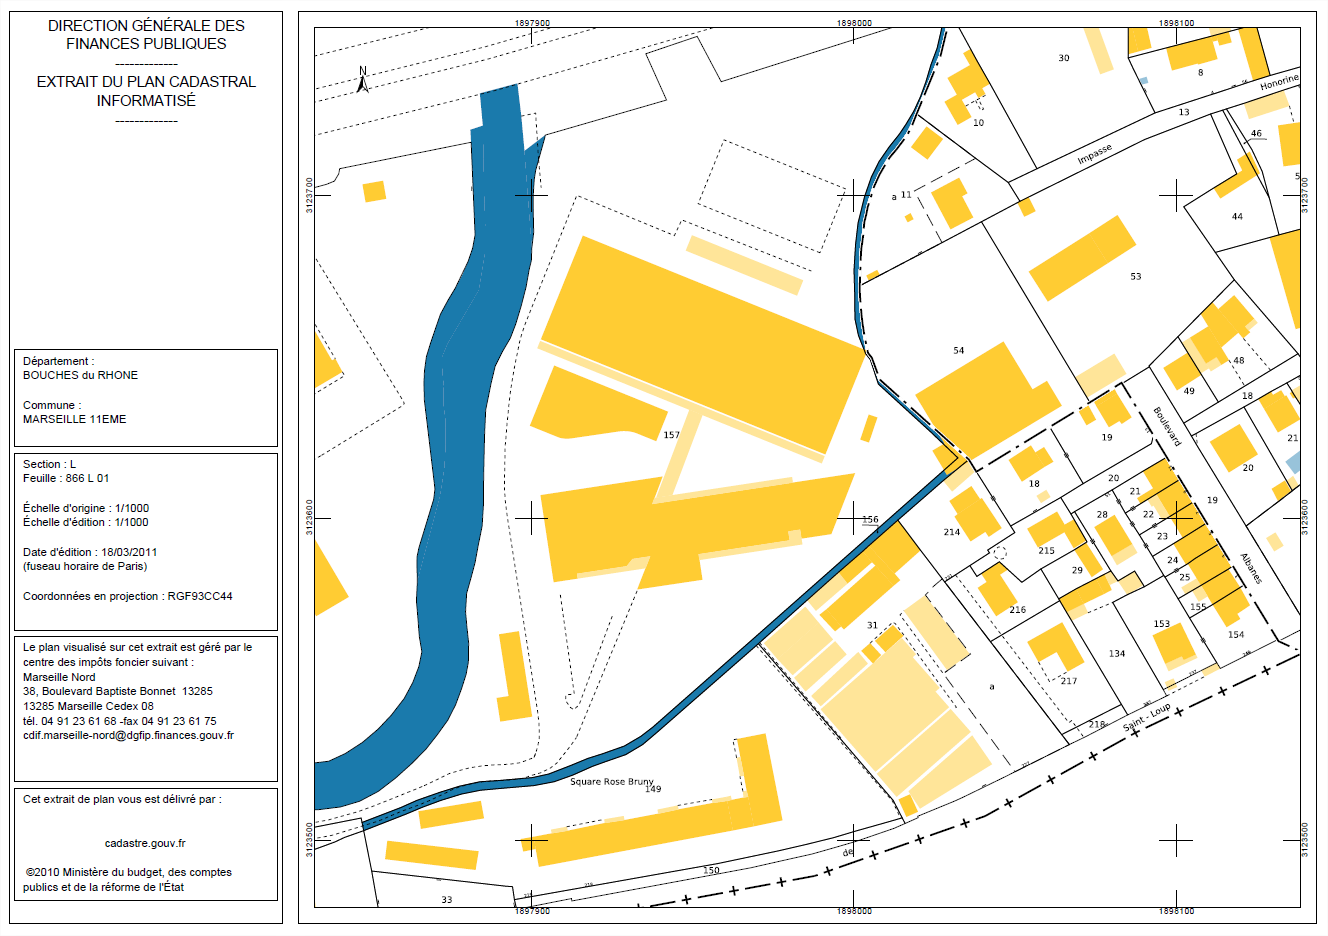 DIRECTION GÉNÉRALE DES
FINANCES PUBLIQUES
-------------
EXTRAIT DU PLAN CADASTRAL
INFORMATISÉ
-------------
Département :
BOUCHES du RHONE
Commune :
MARSEILLE 11EME
Section : L
Feuille : 866 L 01
Échelle d'origine : 1/1000
Échelle d'édition : 1/1000
Date d'édition : 18/03/2011
(fuseau horaire de Paris)
Coordonnées en projection : RGF93CC44
Le plan visualisé sur cet extrait est géré par le
centre des impôts foncier suivant :
Marseille Nord
38, Boulevard Baptiste Bonnet 13285
13285 Marseille Cedex 08
tél. 04 91 23 61 68 -fax 04 91 23 61 75
cdif.marseille-nord@dgfip.finances.gouv.fr
Cet extrait de plan vous est délivré par :
cadastre.gouv.fr
©2010 Ministère du budget, des comptes
publics et de la réforme de l'État
1897900
1898000
1898100
N
30
8
Honorine
13
10
46
Impasse
5
3123700
a 11
3123700
44
53
54
48
49
18
Boulevard
19
21
157
20
18
20
21
19
3123600
156
28
22
3123600
214
215
23
24
29
25
Albanes
216
155
31
153
154
134
a
217
Saint - Loup
218
Square Rose Bruny
149
3123500
de
3123500
150
33
1897900
1898000
1898100